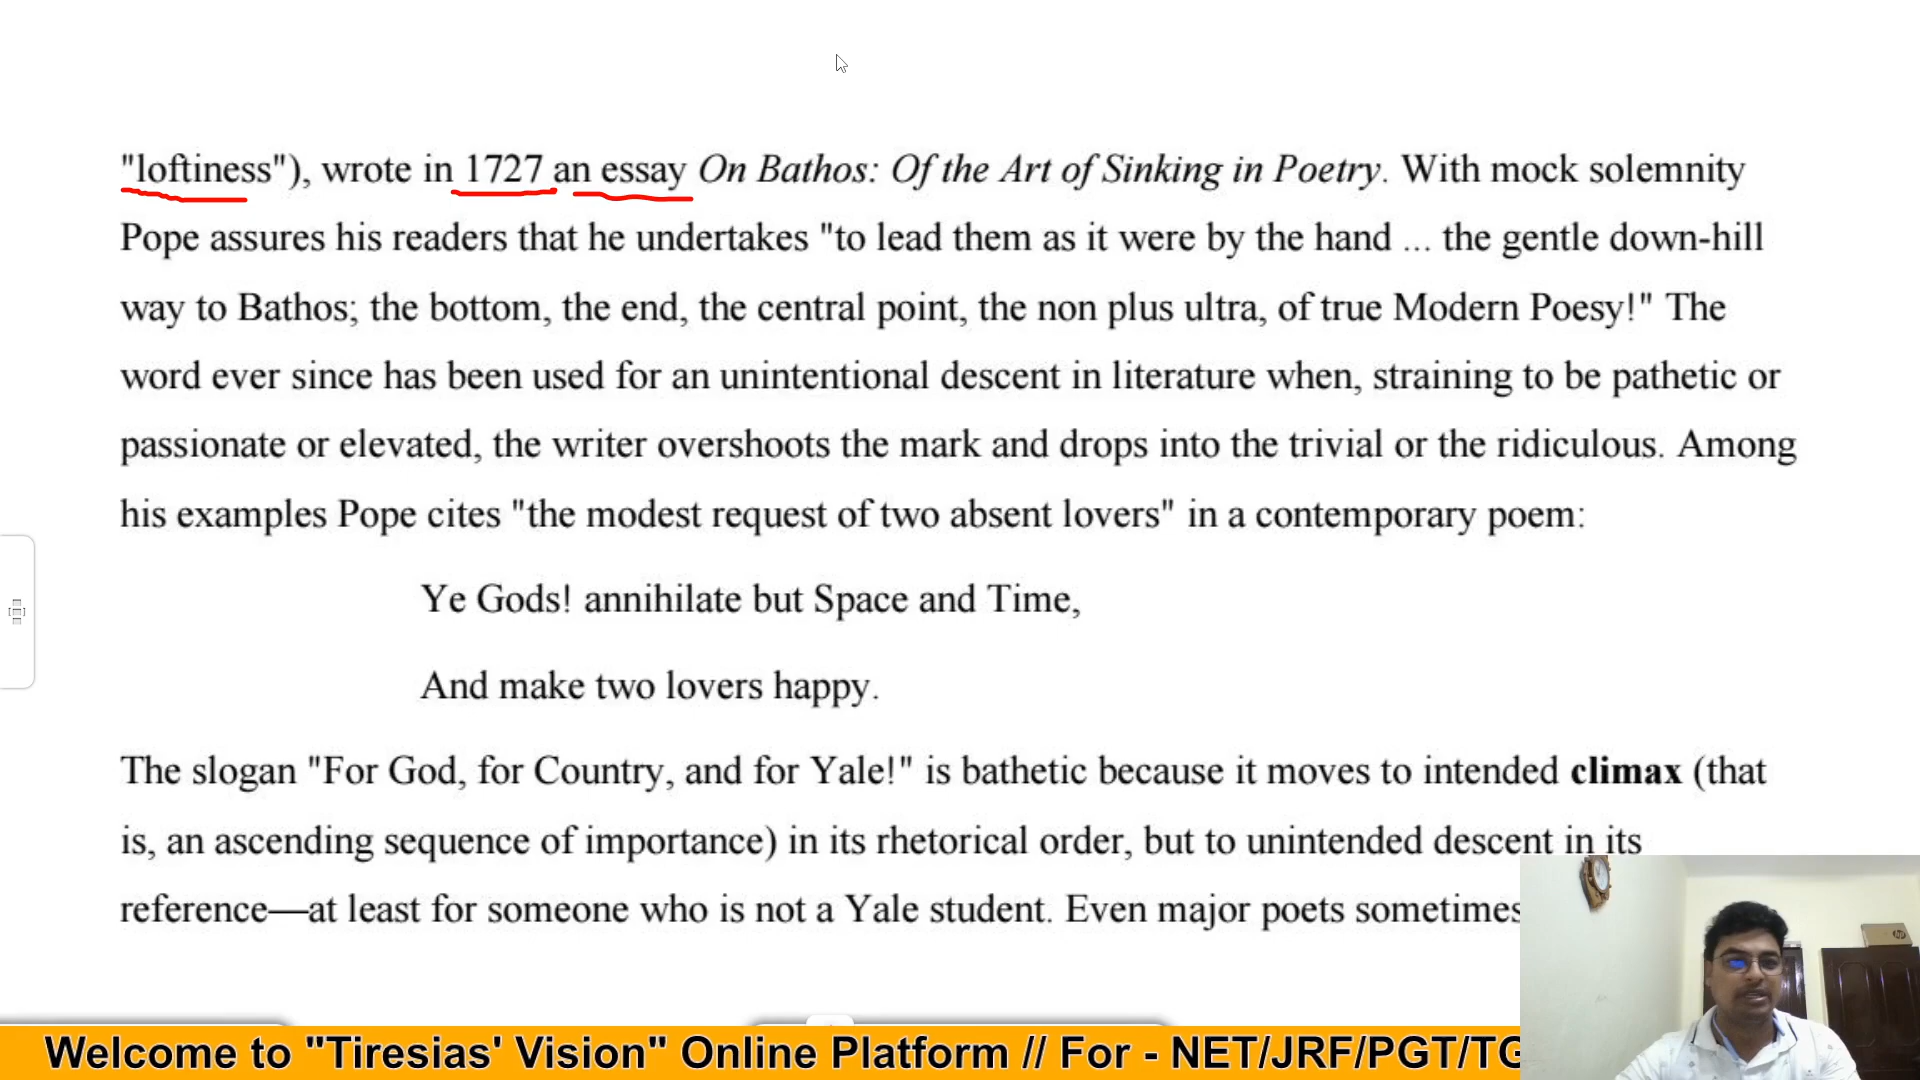 "loftiness"), wrote in 1727 an essay On Bathos: Of the Art of Sinking in Poetry. With mock solemnity
Pope assures his readers that he undertakes "to lead them as it were by the hand ... the gentle down-hill
way to Bathos; the bottom, the end, the central point, the non plus ultra, of true Modern Poesy!" The
word ever since has been used for an unintentional descent in literature when, straining to be pathetic or
passionate or elevated, the writer overshoots the mark and drops into the trivial or the ridiculous. Among
his examples Pope cites "the modest request of two absent lovers" in a contemporary poem:
Ye Gods! annihilate but Space and Time,
And make two lovers happy.
The slogan "For God, for Country, and for Yale!" is bathetic because it moves to intended climax (that
is, an ascending sequence of importance) in its rhetorical order, but to unintended descent in its
reference—at least for someone who is not a Yale student. Even major poets sometimes
Welcome to "Tiresias' Vision" Online Platform // For - NET/JRF/PGT/TG